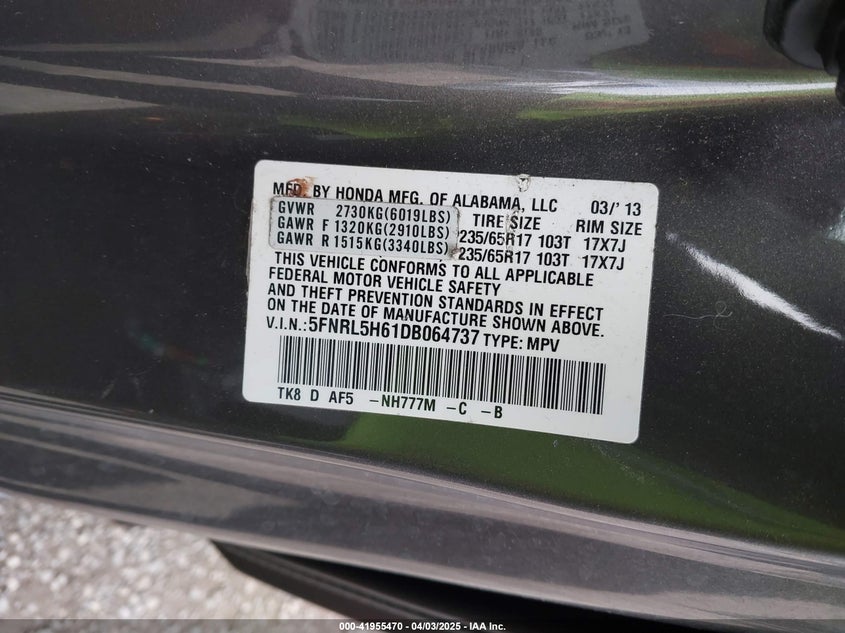 MFD. BY HONDA MFG. OF ALABAMA, LLC 03/'13
GVWR 2730KG(6019LBS) TIRE SIZE RIM SIZE
GAWR F 1320KG(2910LBS) 235/65R17 103T 17X7J
GAWR R 1515KG(3340LBS) 235/65R17 103T 17X7J
THIS VEHICLE CONFORMS TO ALL APPLICABLE
FEDERAL MOTOR VEHICLE SAFETY
AND THEFT PREVENTION STANDARDS IN EFFECT
ON THE DATE OF MANUFACTURE SHOWN ABOVE.
V.I.N.:5FNRL5H61DB064737 TYPE: MPV
TK8 D AF5 -NH777M -C -B
000-41955470 04/03/2025 IAA Inc.